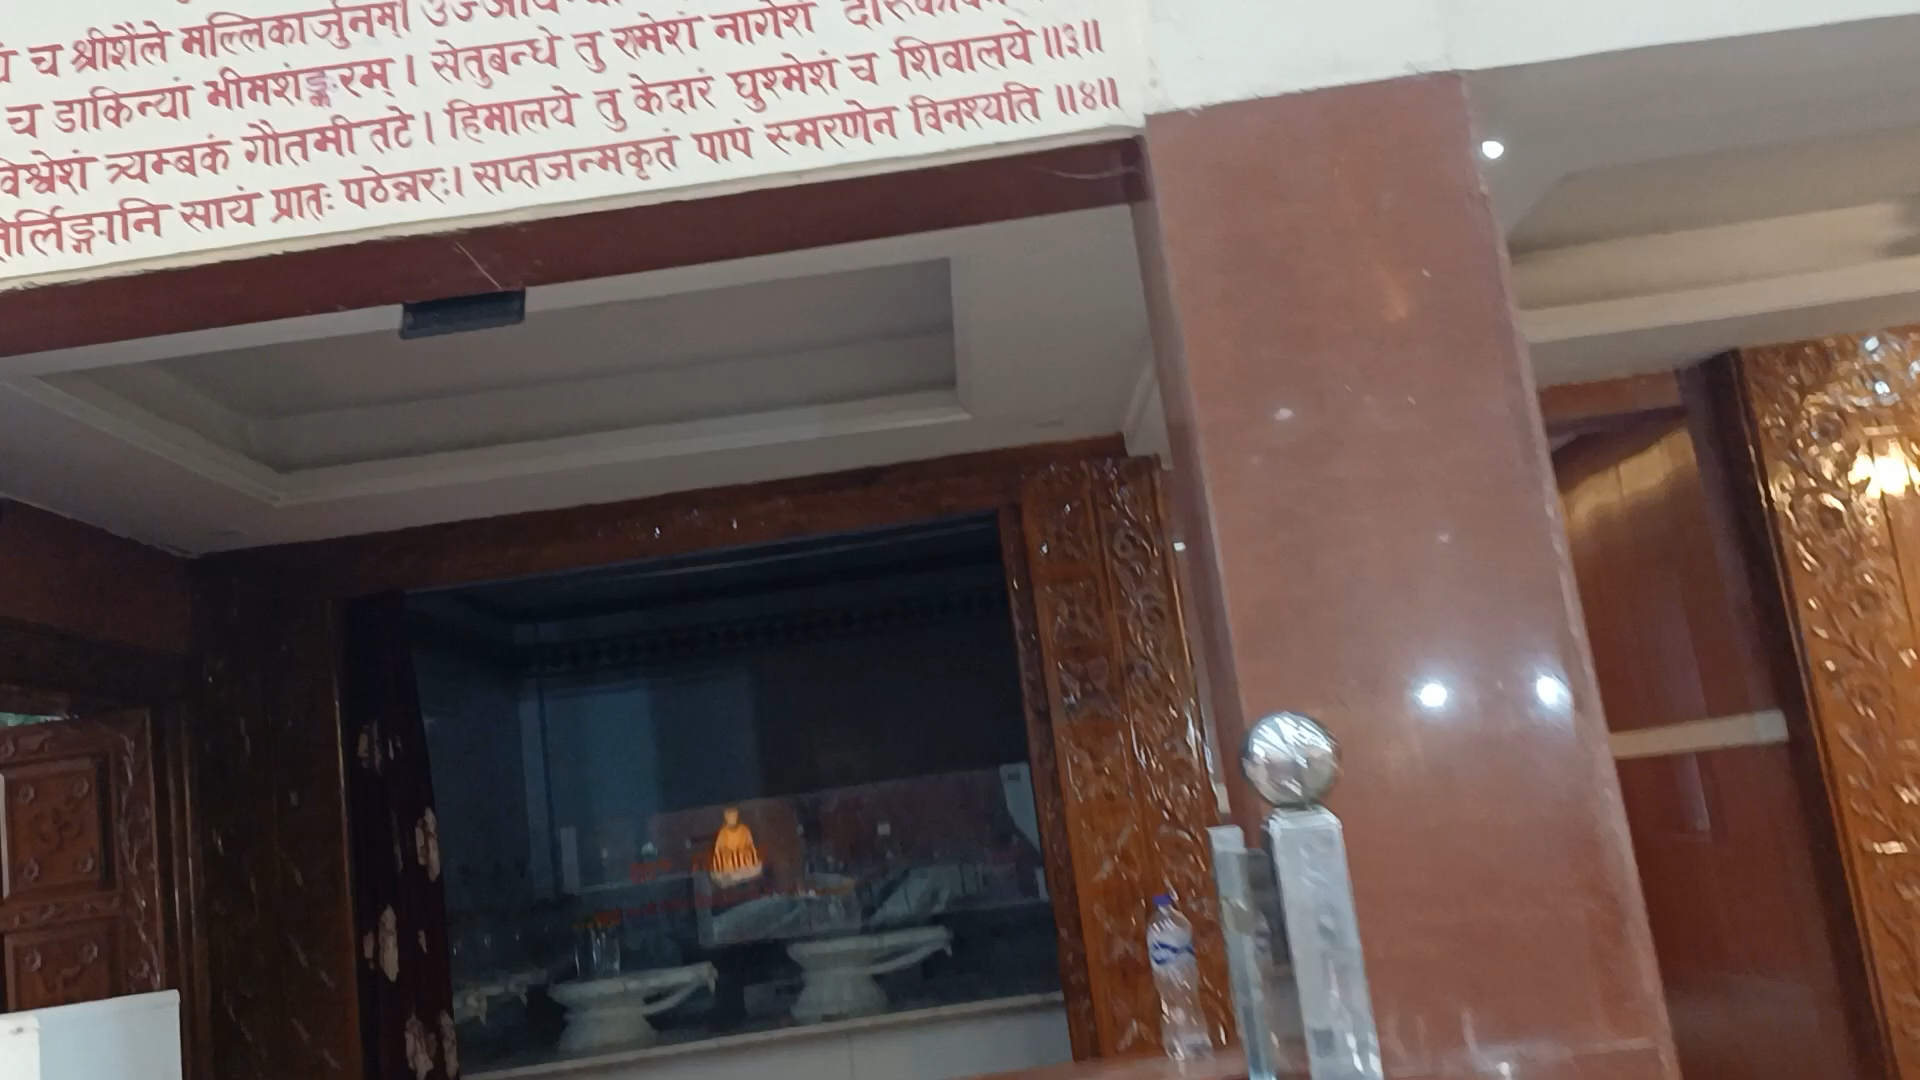 च श्रीशैले मल्लिकार्जुनम्।
च डाकिन्यां भीमशंङ्करम्। सेतुबन्धे तु रामेशं नागेशं
विश्वेशं त्र्यम्बकं गौतमी तटे। हिमालये तु केदारं घुश्मेशं च शिवालये॥३॥
सायं प्रातः पठेन्नरः। सप्तजन्मकृतं पापं स्मरणेन विनश्यति॥४॥